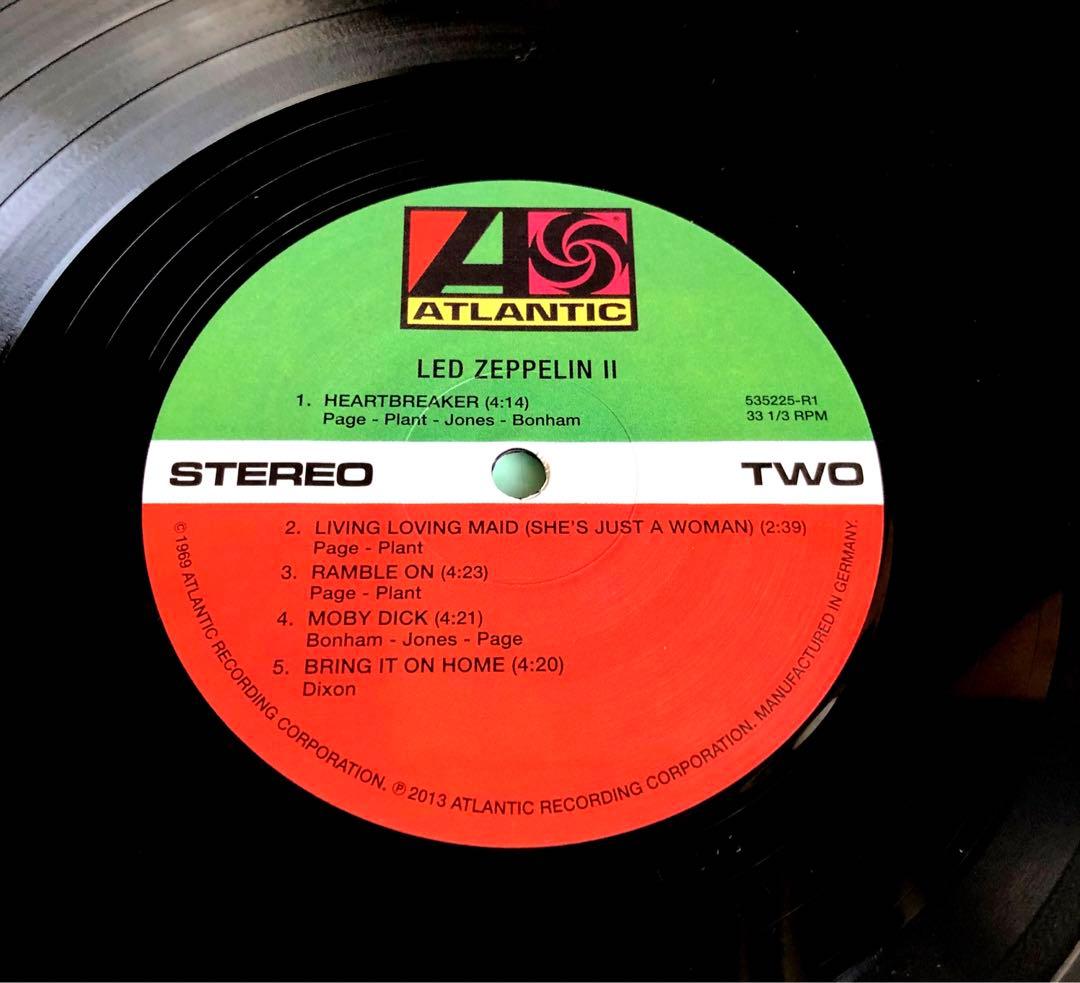 ATLANTIC
LED ZEPPELIN II
1. HEARTBREAKER (4:14)
Page - Plant - Jones - Bonham
535225-R1
33 1/3 RPM
STEREO
TWO
2. LIVING LOVING MAID (SHE'S JUST A WOMAN) (2:39)
Page - Plant
3. RAMBLE ON (4:23)
Page - Plant
4. MOBY DICK (4:21)
Bonham - Jones - Page
5. BRING IT ON HOME (4:20)
Dixon
©1969 ATLANTIC RECORDING CORPORATION. ℗2013 ATLANTIC RECORDING CORPORATION. MANUFACTURED IN GERMANY.